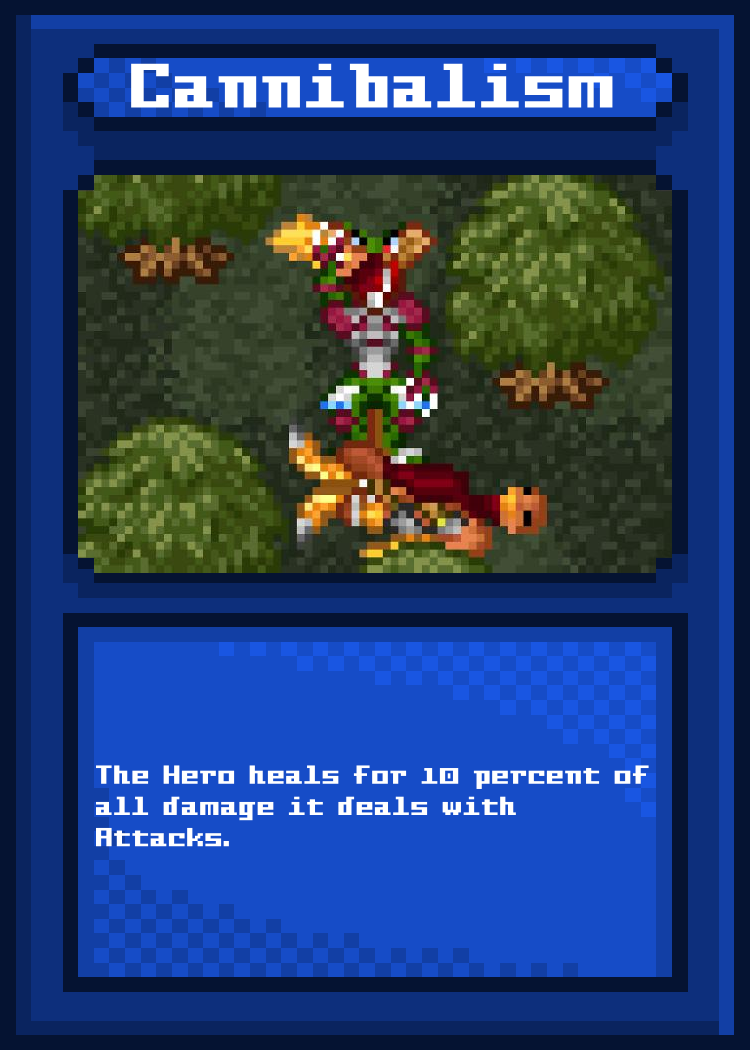 Cannibalism
The Hero heals for 10 percent of
all damage it deals with
Attacks.